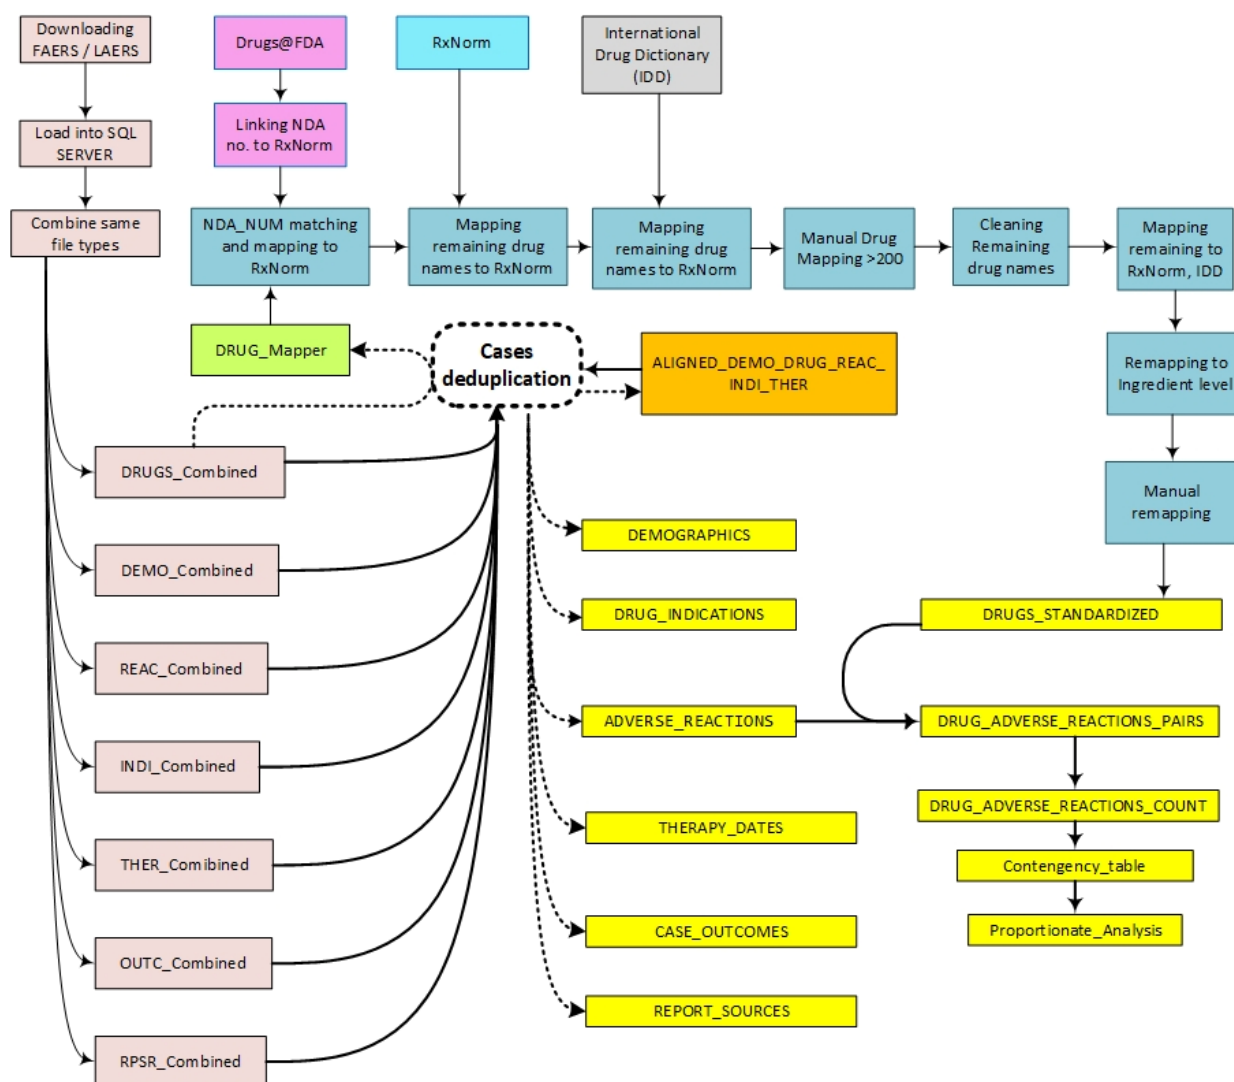 Downloading
FAERS / LAERS
Drugs@FDA
RxNorm
International
Drug Dictionary
(IDD)
Load into SQL
SERVER
Linking NDA
no. to RxNorm
Combine same
file types
NDA_NUM matching
and mapping to
RxNorm
Mapping
remaining drug
names to RxNorm
Mapping
remaining drug
names to RxNorm
Manual Drug
Mapping >200
Cleaning
Remaining
drug names
Mapping
remaining to
RxNorm, IDD
DRUG_Mapper
Cases
deduplication
ALIGNED_DEMO_DRUG_REAC_
INDI_THER
Remapping to
Ingredient level
Manual
remapping
DRUGS_Combined
DEMO_Combined
REAC_Combined
INDI_Combined
THER_Comibined
OUTC_Combined
RPSR_Combined
DEMOGRAPHICS
DRUG_INDICATIONS
ADVERSE_REACTIONS
THERAPY_DATES
CASE_OUTCOMES
REPORT_SOURCES
DRUGS_STANDARDIZED
DRUG_ADVERSE_REACTIONS_PAIRS
DRUG_ADVERSE_REACTIONS_COUNT
Contengency_table
Proportionate_Analysis